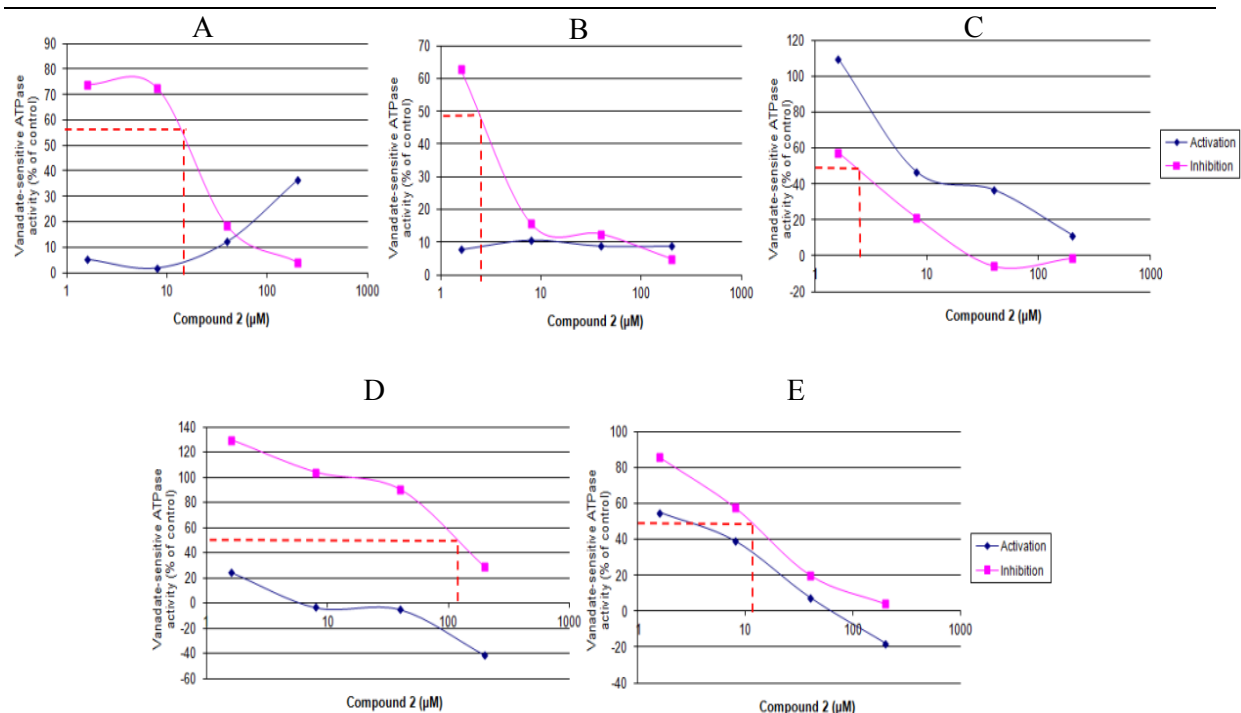 A
B
C
Vanadate-sensitive ATPase
activity (% of control)
90
80
70
60
50
40
30
20
10
0
1
10
100
1000
Compound 2 (µM)
Vanadate-sensitive ATPase
activity (% of control)
70
60
50
40
30
20
10
0
1
10
100
1000
Compound 2 (µM)
Vanadate-sensitive ATPase
activity (% of control)
120
100
80
60
40
20
0
-20
1
10
100
1000
Compound 2 (µM)
Activation
Inhibition
D
E
Vanadate-sensitive ATPase
activity (% of control)
140
120
100
80
60
40
20
0
-20
-40
-60
1
10
100
1000
Compound 2 (µM)
Vanadate-sensitive ATPase
activity (% of control)
100
80
60
40
20
0
-20
-40
1
10
100
1000
Compound 2 (µM)
Activation
Inhibition